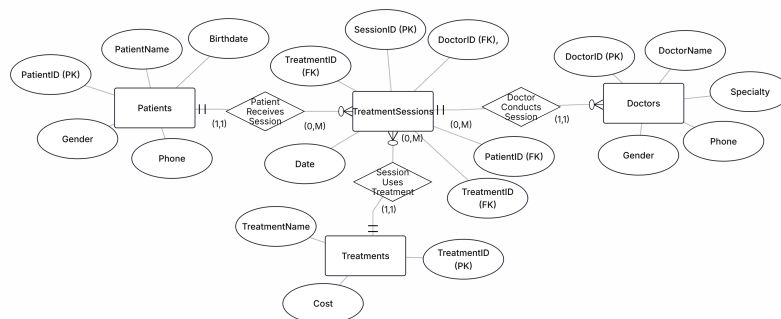 SessionID (PK)
PatientName
Birthdate
DoctorID (FK),
TreatmentID
(FK)
DoctorID (PK)
DoctorName
PatientID (PK)
Patients
Patient
Receives
Session
(1,1)
(0,M)
TreatmentSessions
(0,M)
(0,M)
Doctor
Conducts
Session
(1,1)
Doctors
Specialty
Gender
Phone
Date
PatientID (FK)
Gender
Phone
Session
Uses
Treatment
(1,1)
TreatmentID
(FK)
TreatmentName
Treatments
TreatmentID
(PK)
Cost